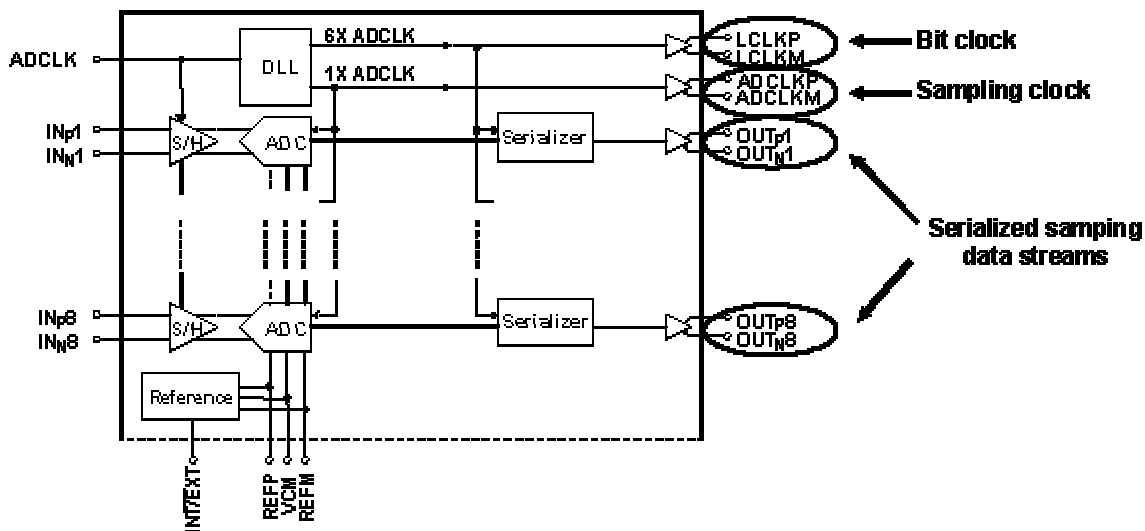 ADCLK
DLL
6X ADCLK
1X ADCLK
LCLKP
LCLKM
Bit clock
ADCLKP
ADCLKM
Sampling clock
INP1
INN1
S/H
ADC
Serializer
OUTP1
OUTN1
Serialized samping
data streams
INP8
INN8
S/H
ADC
Serializer
OUTP8
OUTN8
Reference
INT/EXT
REFP
VCM
REFM